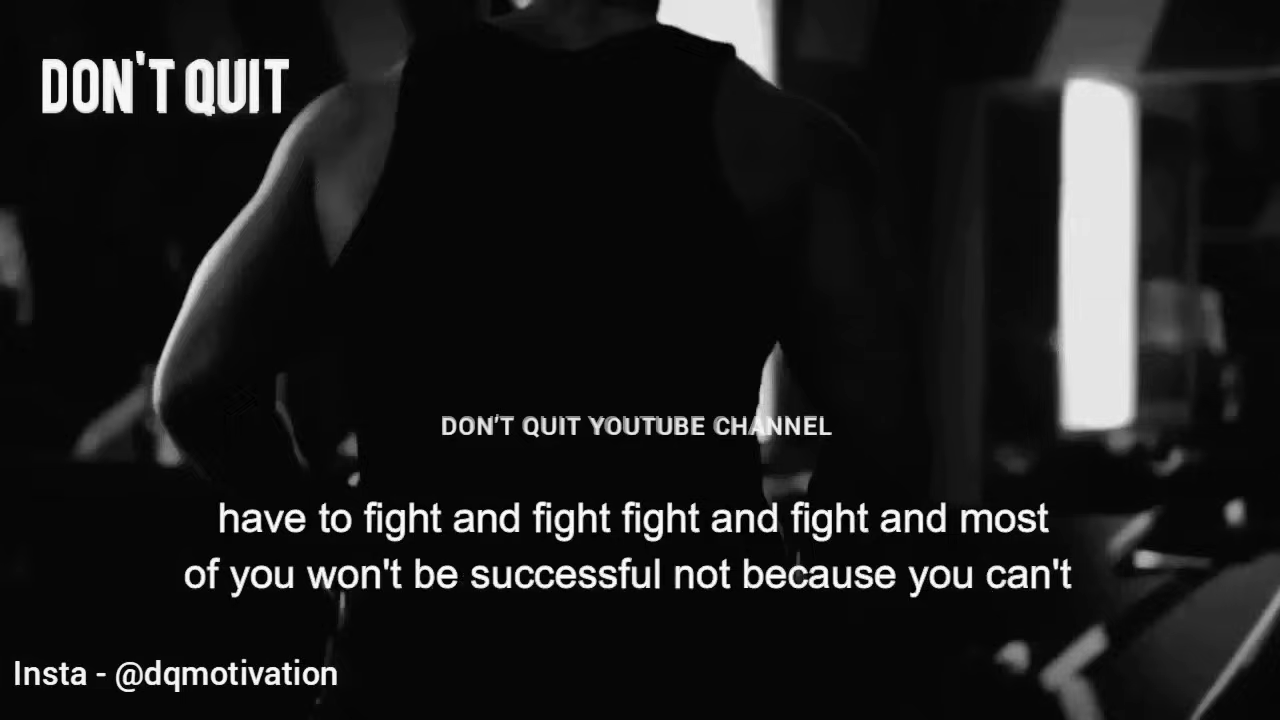 DON'T QUIT
DON'T QUIT YOUTUBE CHANNEL
have to fight and fight fight and fight and most
of you won't be successful not because you can't
Insta - @dqmotivation